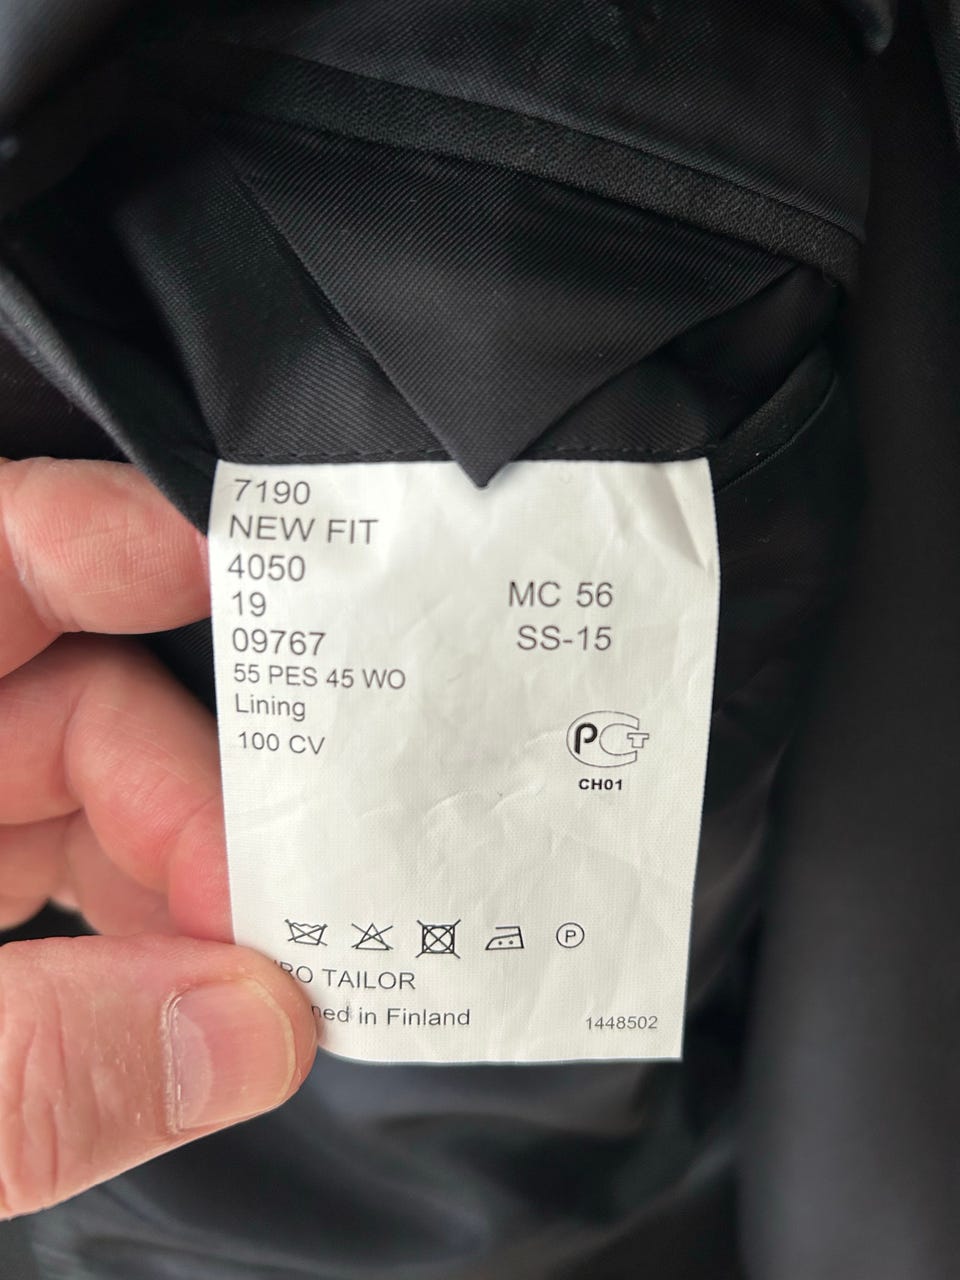 7190
NEW FIT
4050
19
09767
55 PES 45 WO
Lining
100 CV
MC 56
SS-15
PCT
CH01
P
TAILOR
in Finland
1448502